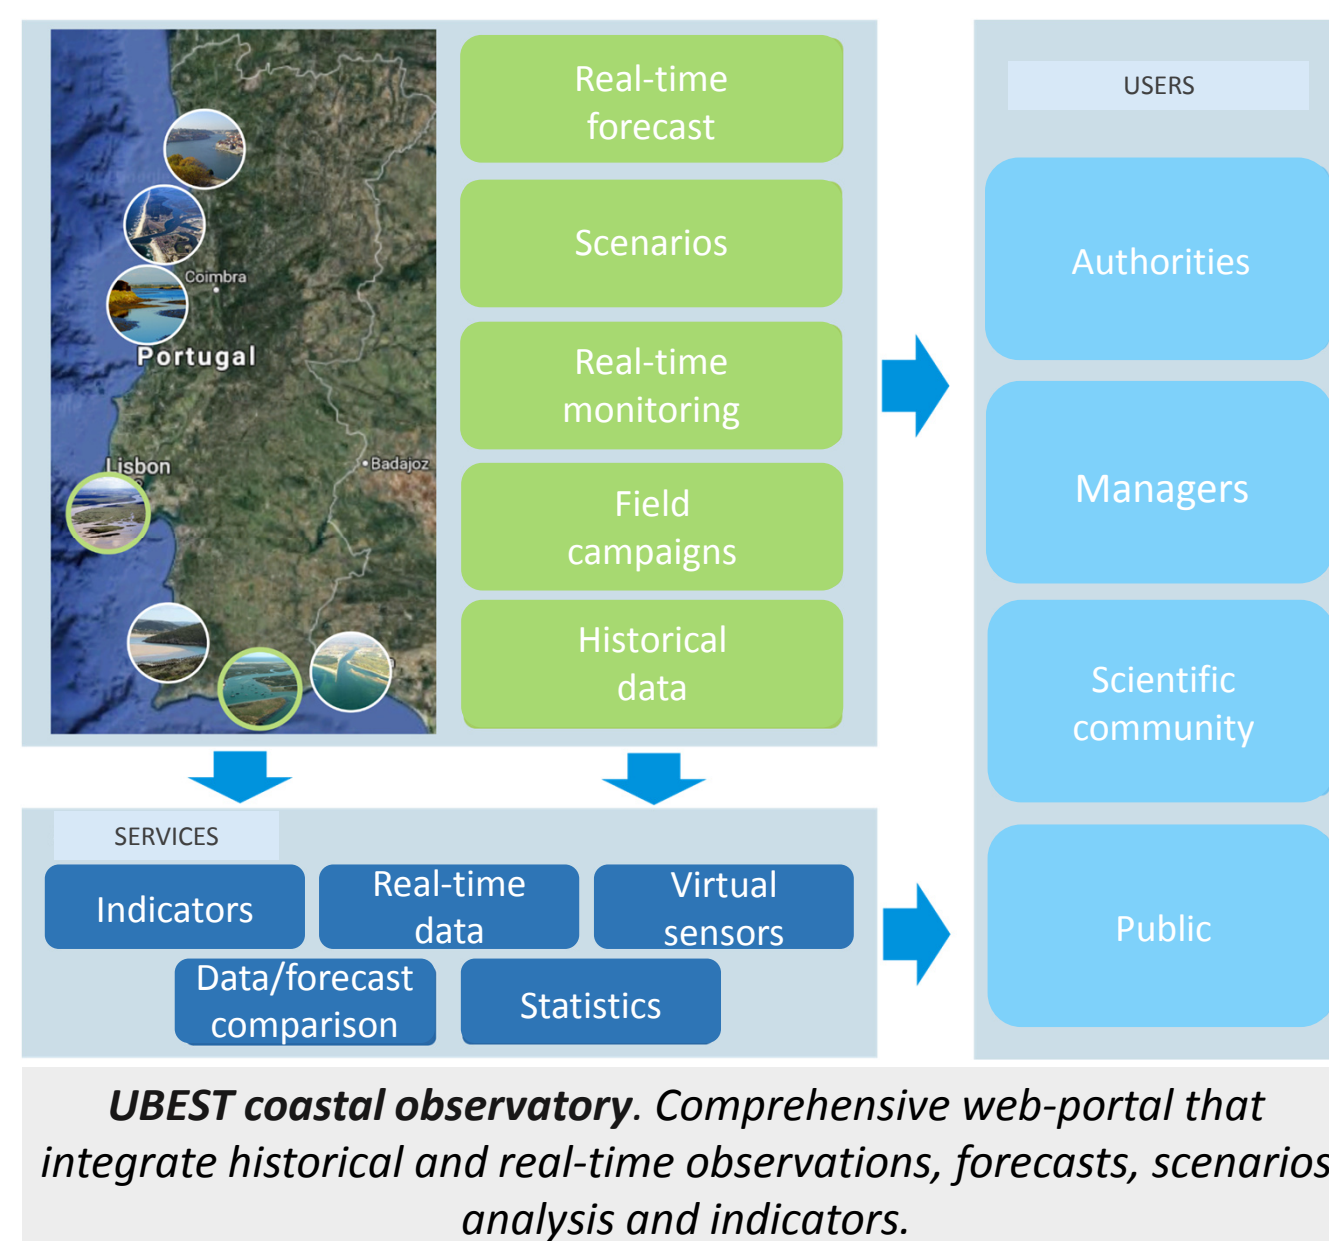 Real-time
forecast
Scenarios
Real-time
monitoring
Field
campaigns
Historical
data
Coimbra
Portugal
Lisbon
Badajoz
USERS
Authorities
Managers
Scientific
community
Public
SERVICES
Indicators
Real-time
data
Virtual
sensors
Data/forecast
comparison
Statistics
UBEST coastal observatory. Comprehensive web-portal that
integrate historical and real-time observations, forecasts, scenarios
analysis and indicators.